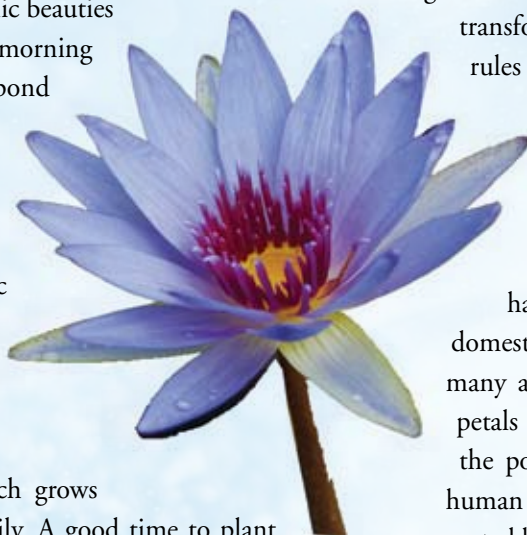 ic beauties
morning
pond
c
ch grows
ily. A good time to plant
transfo
rules
ha
domest
many a
petals
the po
human